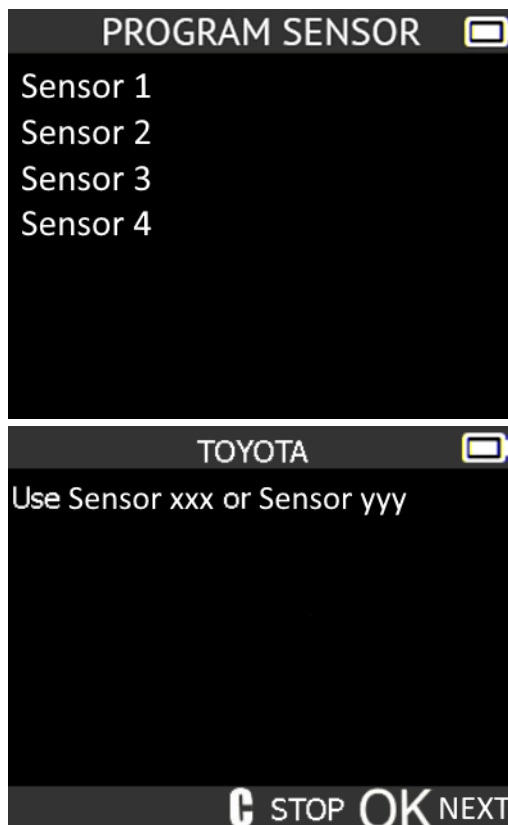 PROGRAM SENSOR
Sensor 1
Sensor 2
Sensor 3
Sensor 4
TOYOTA
Use Sensor xxx or Sensor yyy
C STOP OK NEXT